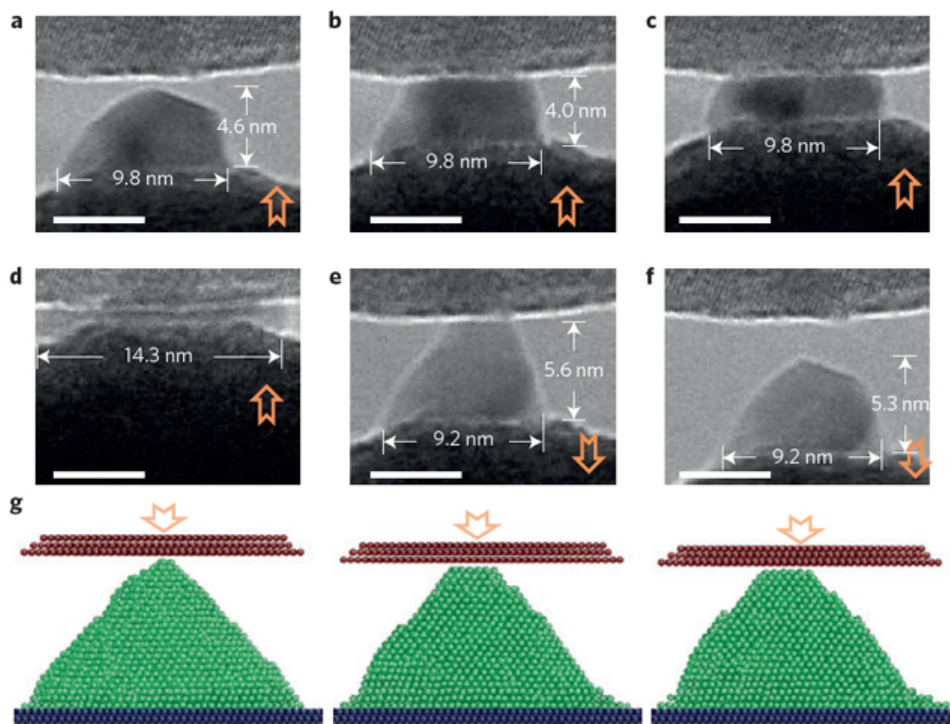 a
b
c
4.6 nm
4.0 nm
9.8 nm
9.8 nm
9.8 nm
d
e
f
14.3 nm
5.6 nm
5.3 nm
9.2 nm
9.2 nm
g